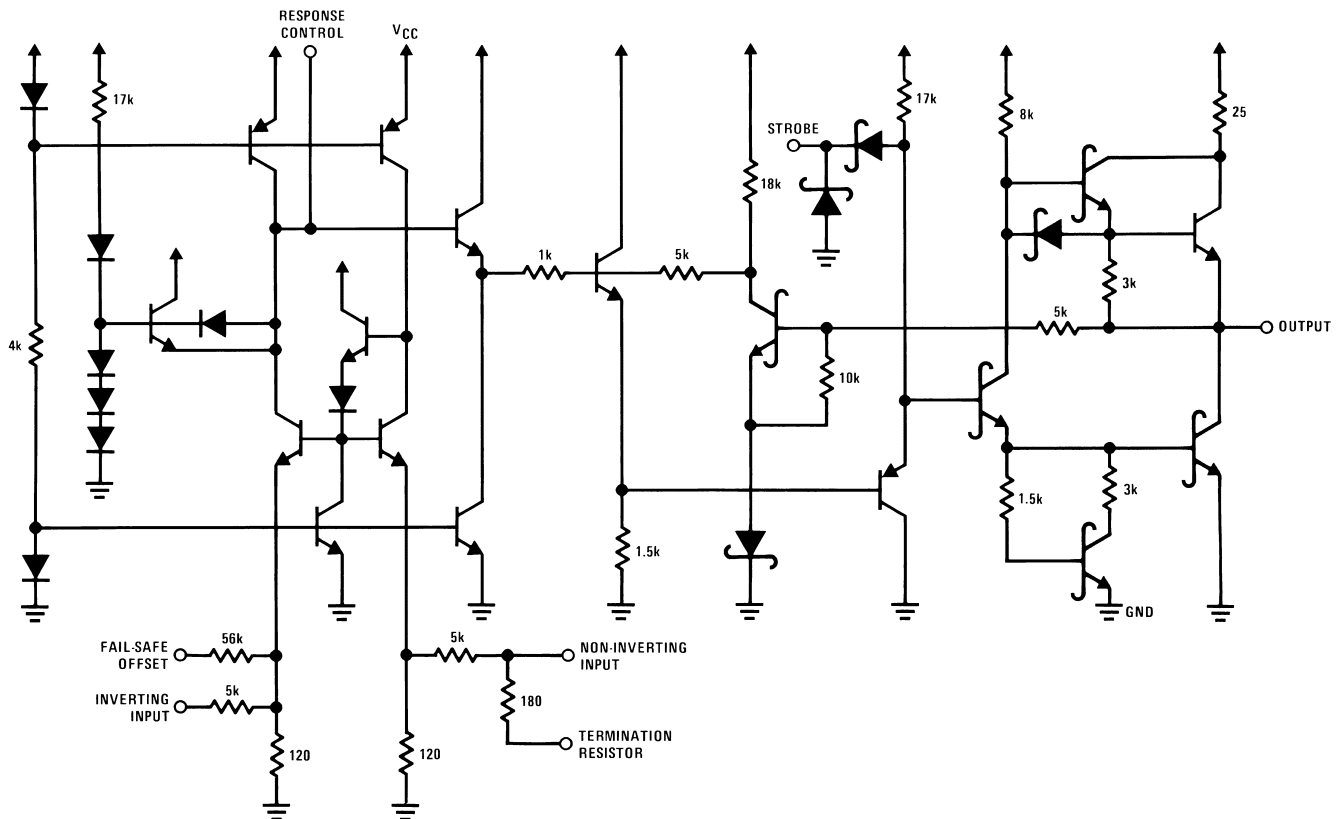 RESPONSE
CONTROL
VCC
17k
17k
8k
25
STROBE
18k
1k
5k
3k
5k
OUTPUT
4k
10k
1.5k
3k
1.5k
GND
FAIL-SAFE
OFFSET
56k
5k
NON-INVERTING
INPUT
INVERTING
INPUT
5k
180
120
120
TERMINATION
RESISTOR